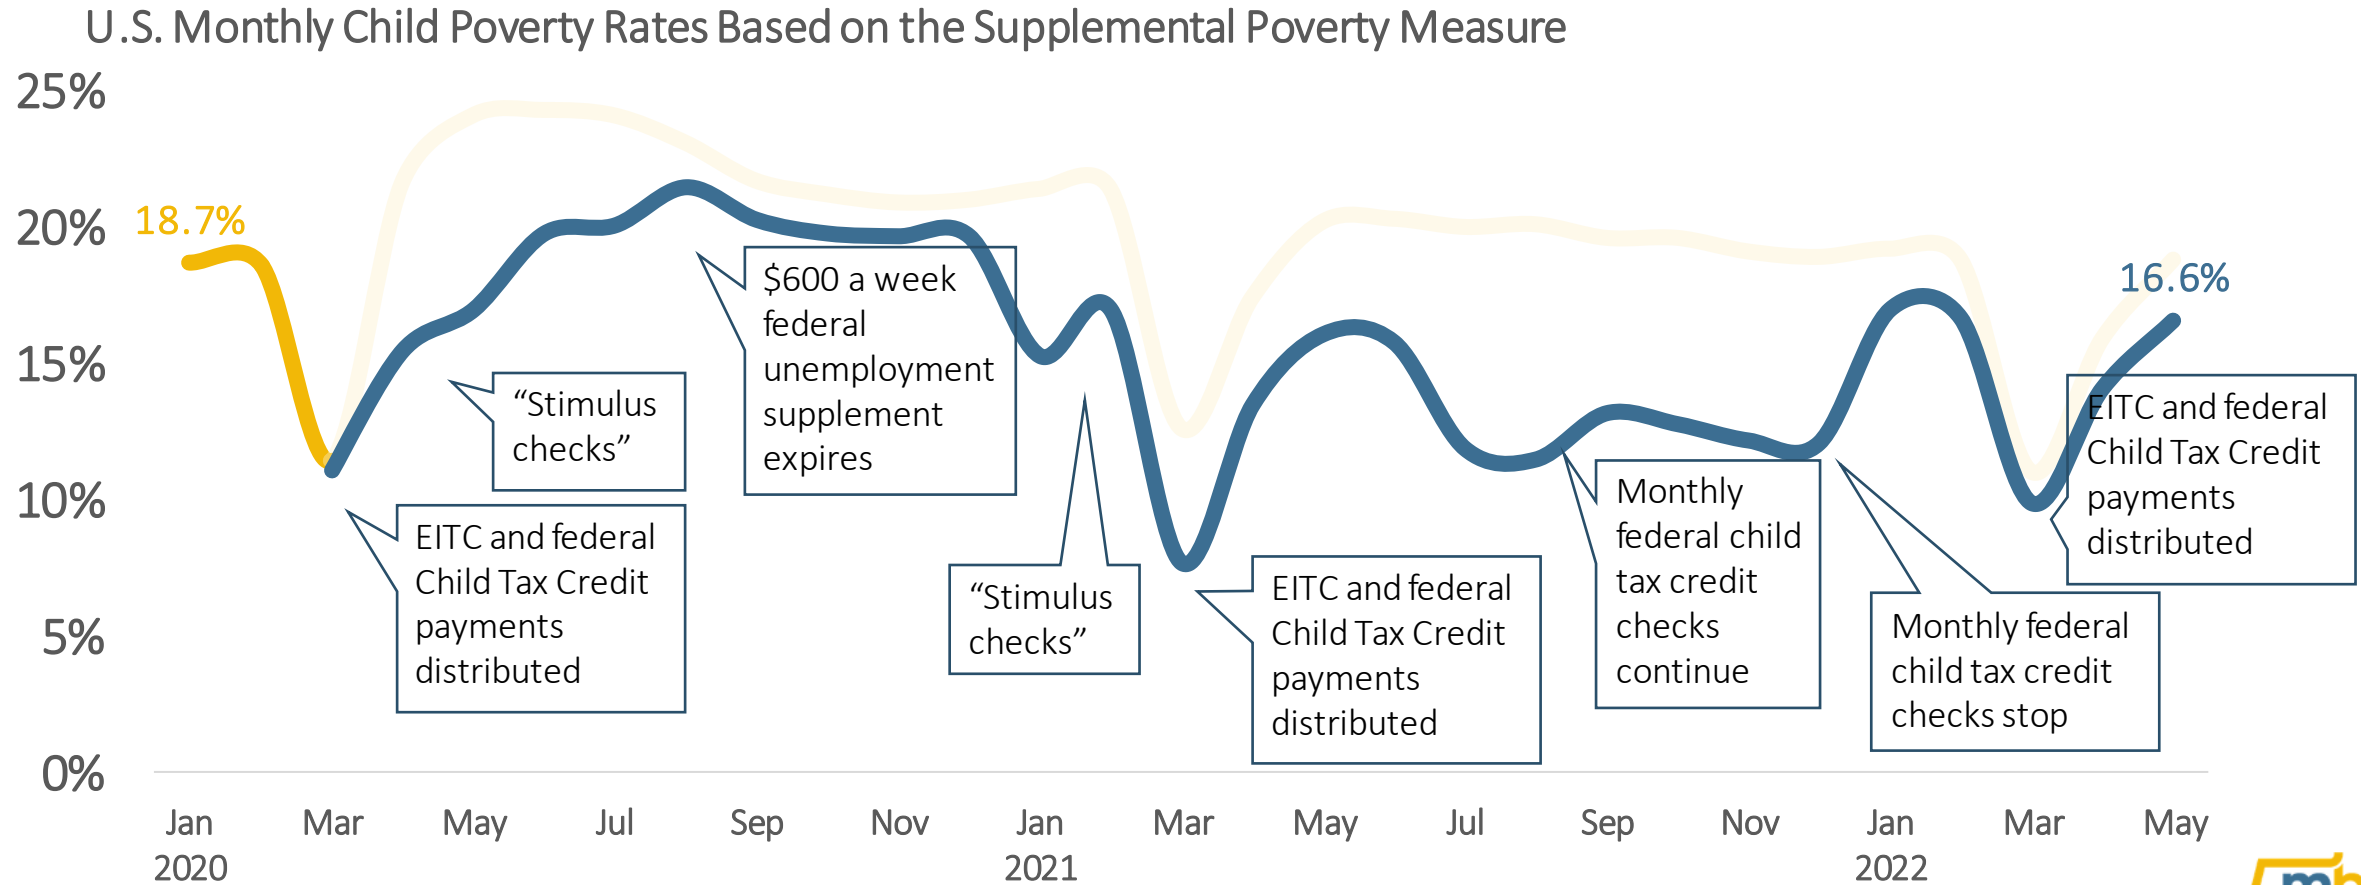 U.S. Monthly Child Poverty Rates Based on the Supplemental Poverty Measure
25%
20%
15%
10%
5%
0%
18.7%
16.6%
EITC and federal
Child Tax Credit
payments
distributed
“Stimulus
checks”
$600 a week
federal
unemployment
supplement
expires
“Stimulus
checks”
EITC and federal
Child Tax Credit
payments
distributed
Monthly
federal child
tax credit
checks
continue
Monthly federal
child tax credit
checks stop
EITC and federal
Child Tax Credit
payments
distributed
Jan Mar May Jul Sep Nov Jan Mar May Jul Sep Nov Jan Mar May
2020 2021 2022